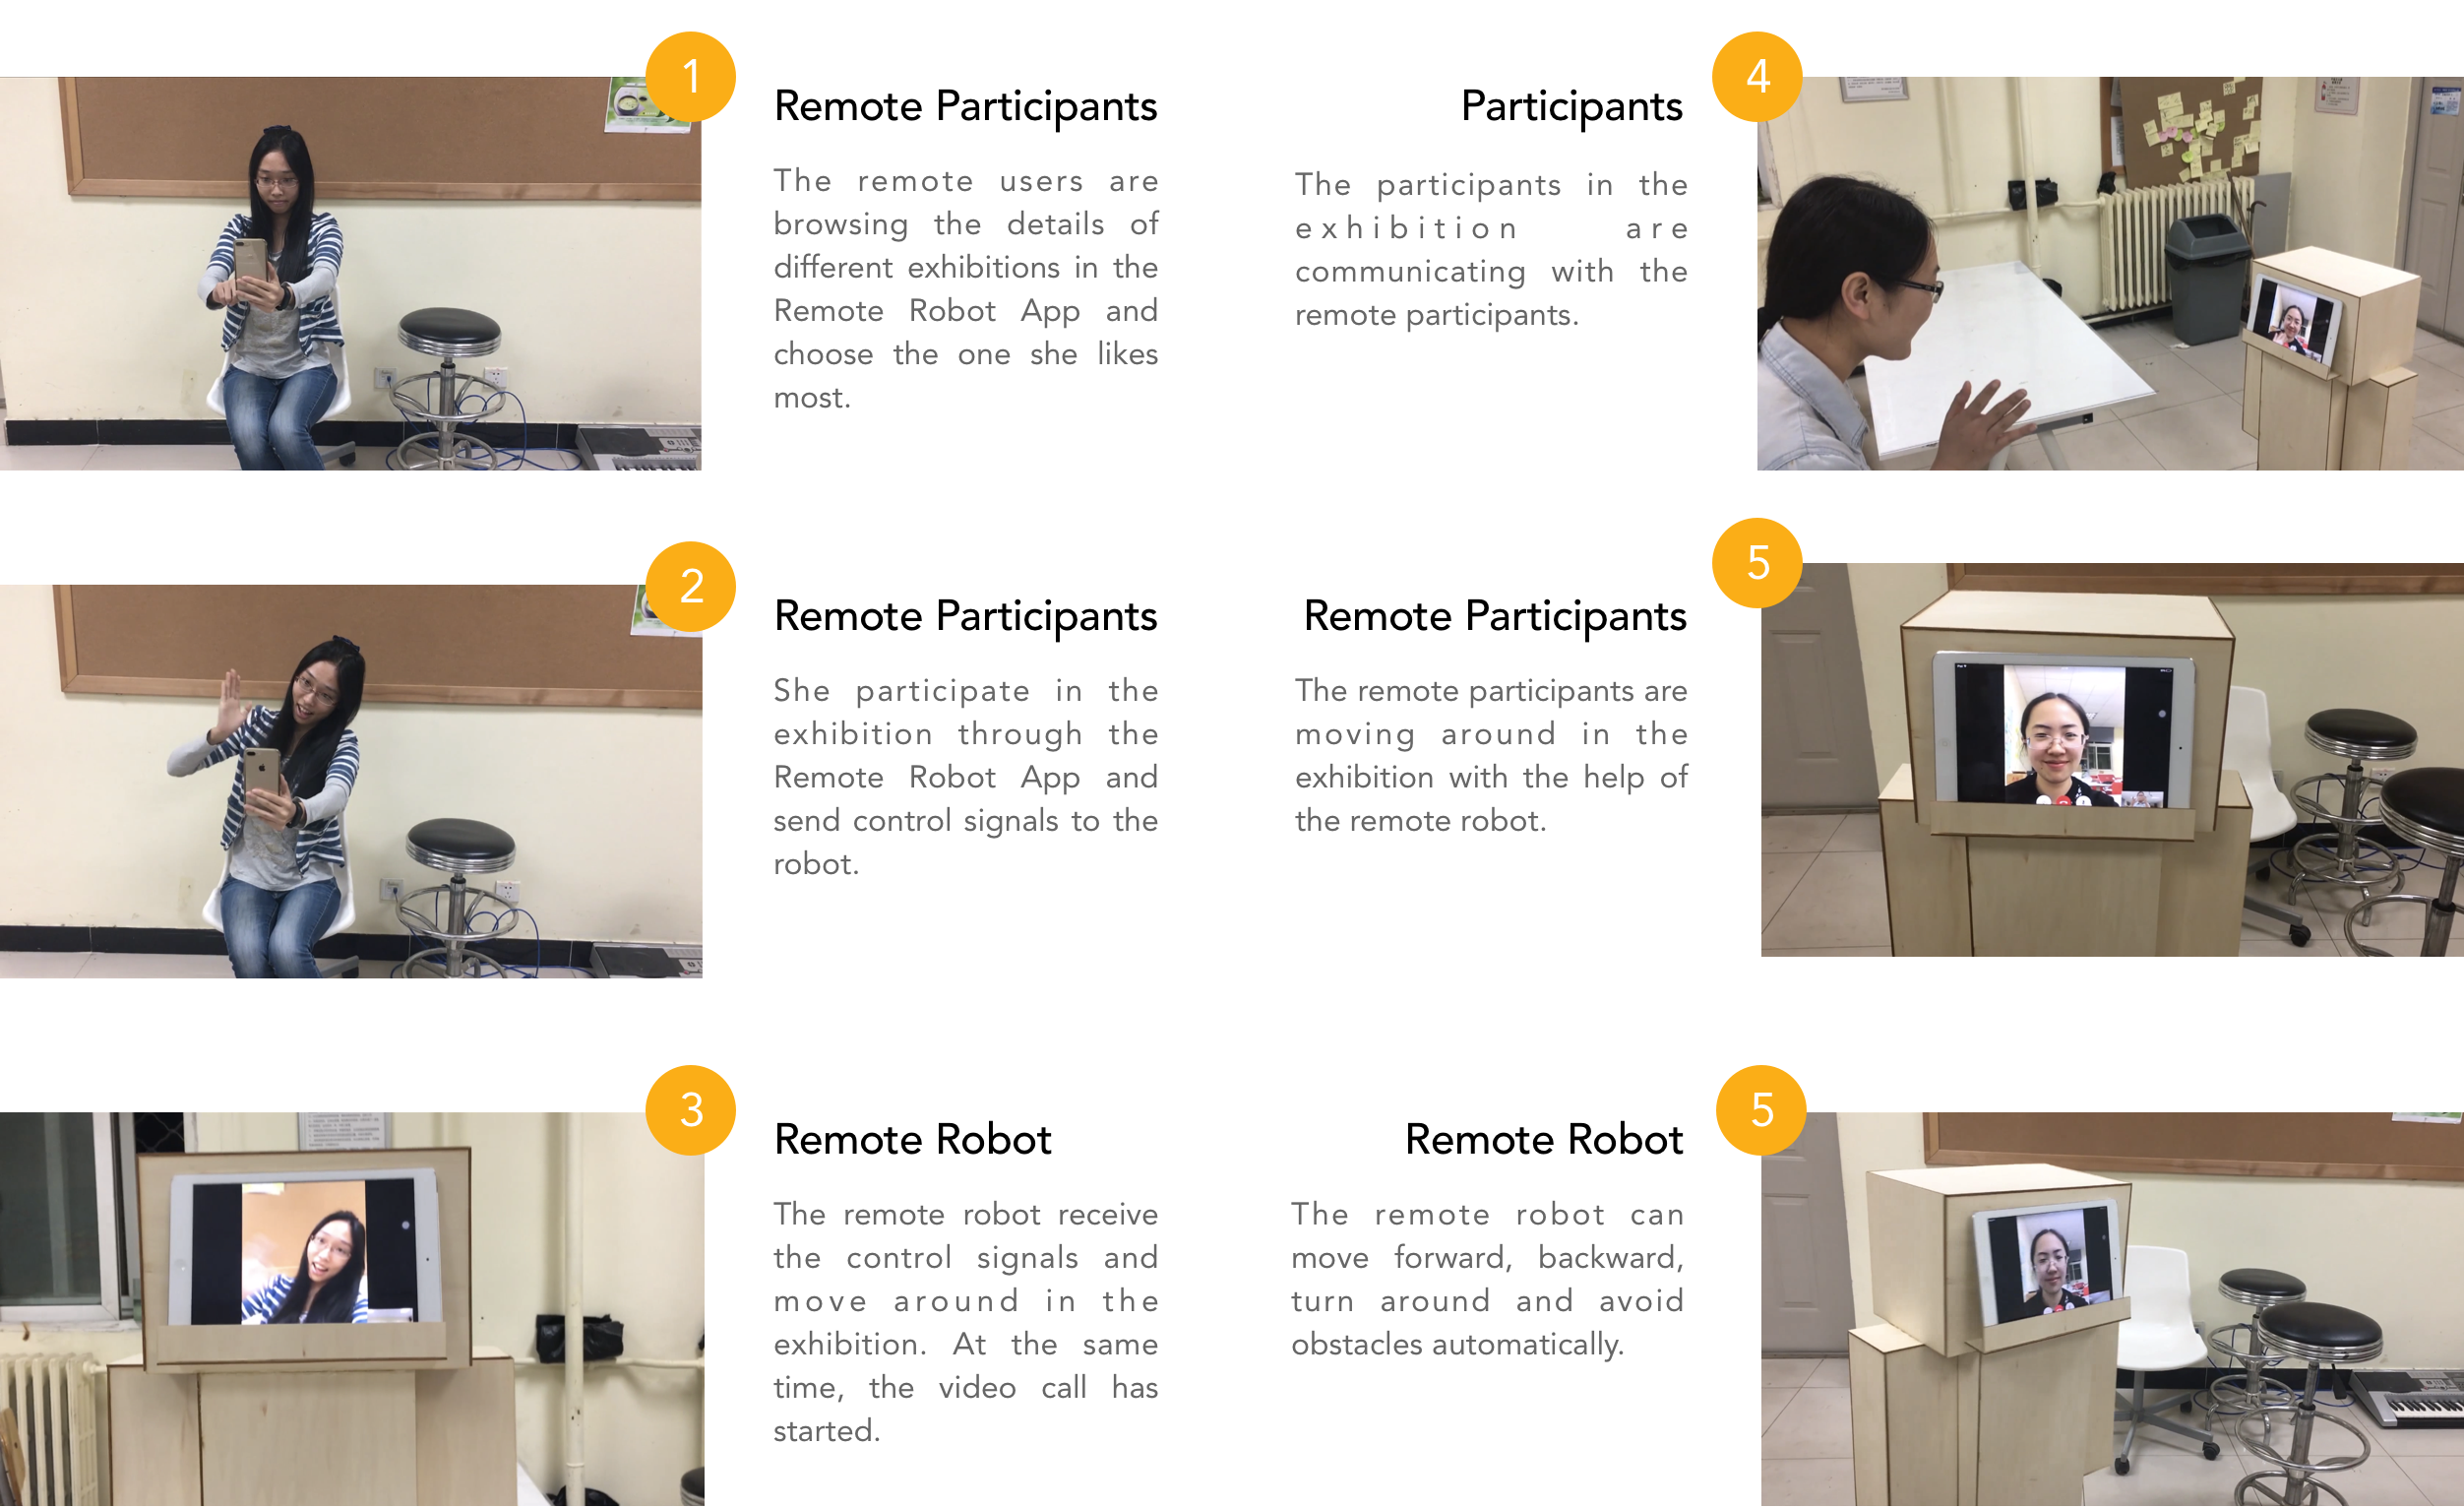 1
Remote Participants
The remote users are
browsing the details of
different exhibitions in the
Remote Robot App and
choose the one she likes
most.
2
Remote Participants
She participate in the
exhibition through the
Remote Robot App and
send control signals to the
robot.
3
Remote Robot
The remote robot receive
the control signals and
move around in the
exhibition. At the same
time, the video call has
started.
4
Participants
The participants in the
exhibition are
communicating with the
remote participants.
5
Remote Participants
The remote participants are
moving around in the
exhibition with the help of
the remote robot.
5
Remote Robot
The remote robot can
move forward, backward,
turn around and avoid
obstacles automatically.